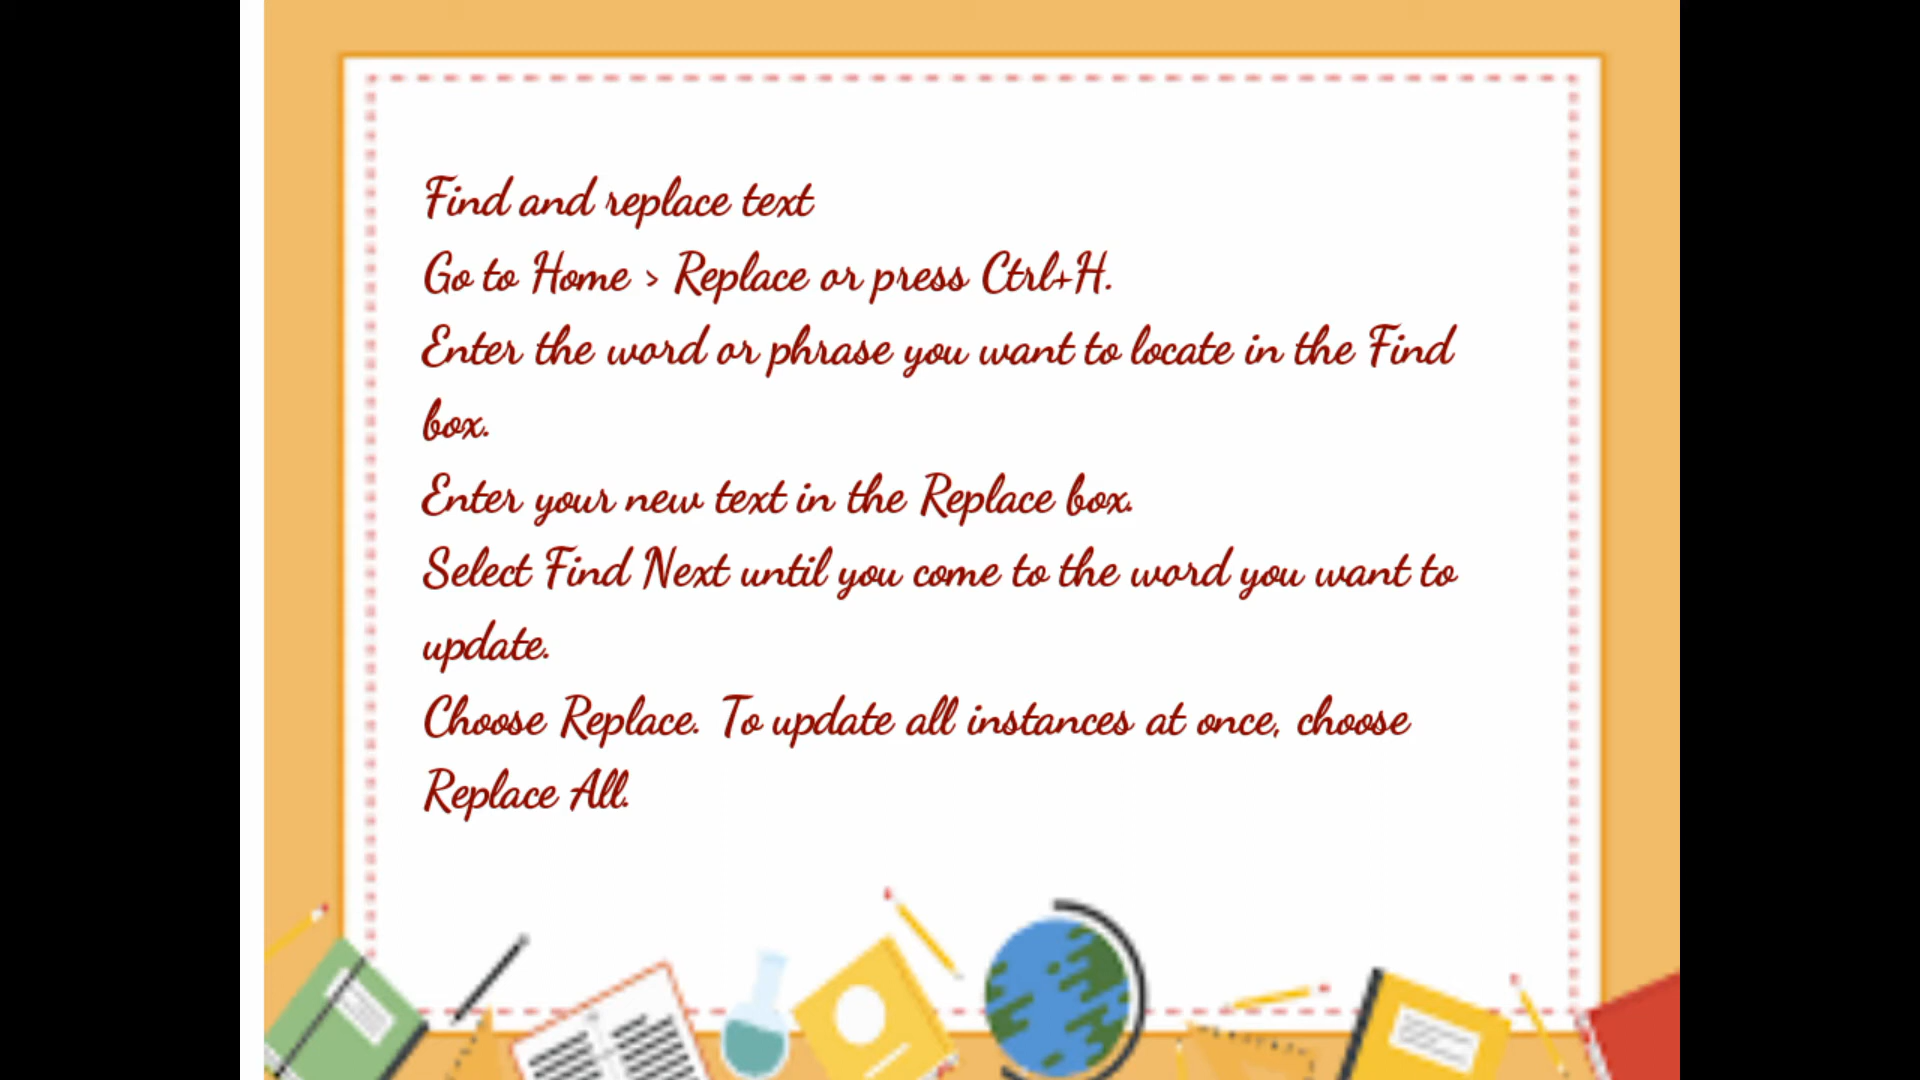 Find and replace text
Go to Home > Replace or press Ctrl+H.
Enter the word or phrase you want to locate in the Find
box.
Enter your new text in the Replace box.
Select Find Next until you come to the word you want to
update.
Choose Replace. To update all instances at once, choose
Replace All.